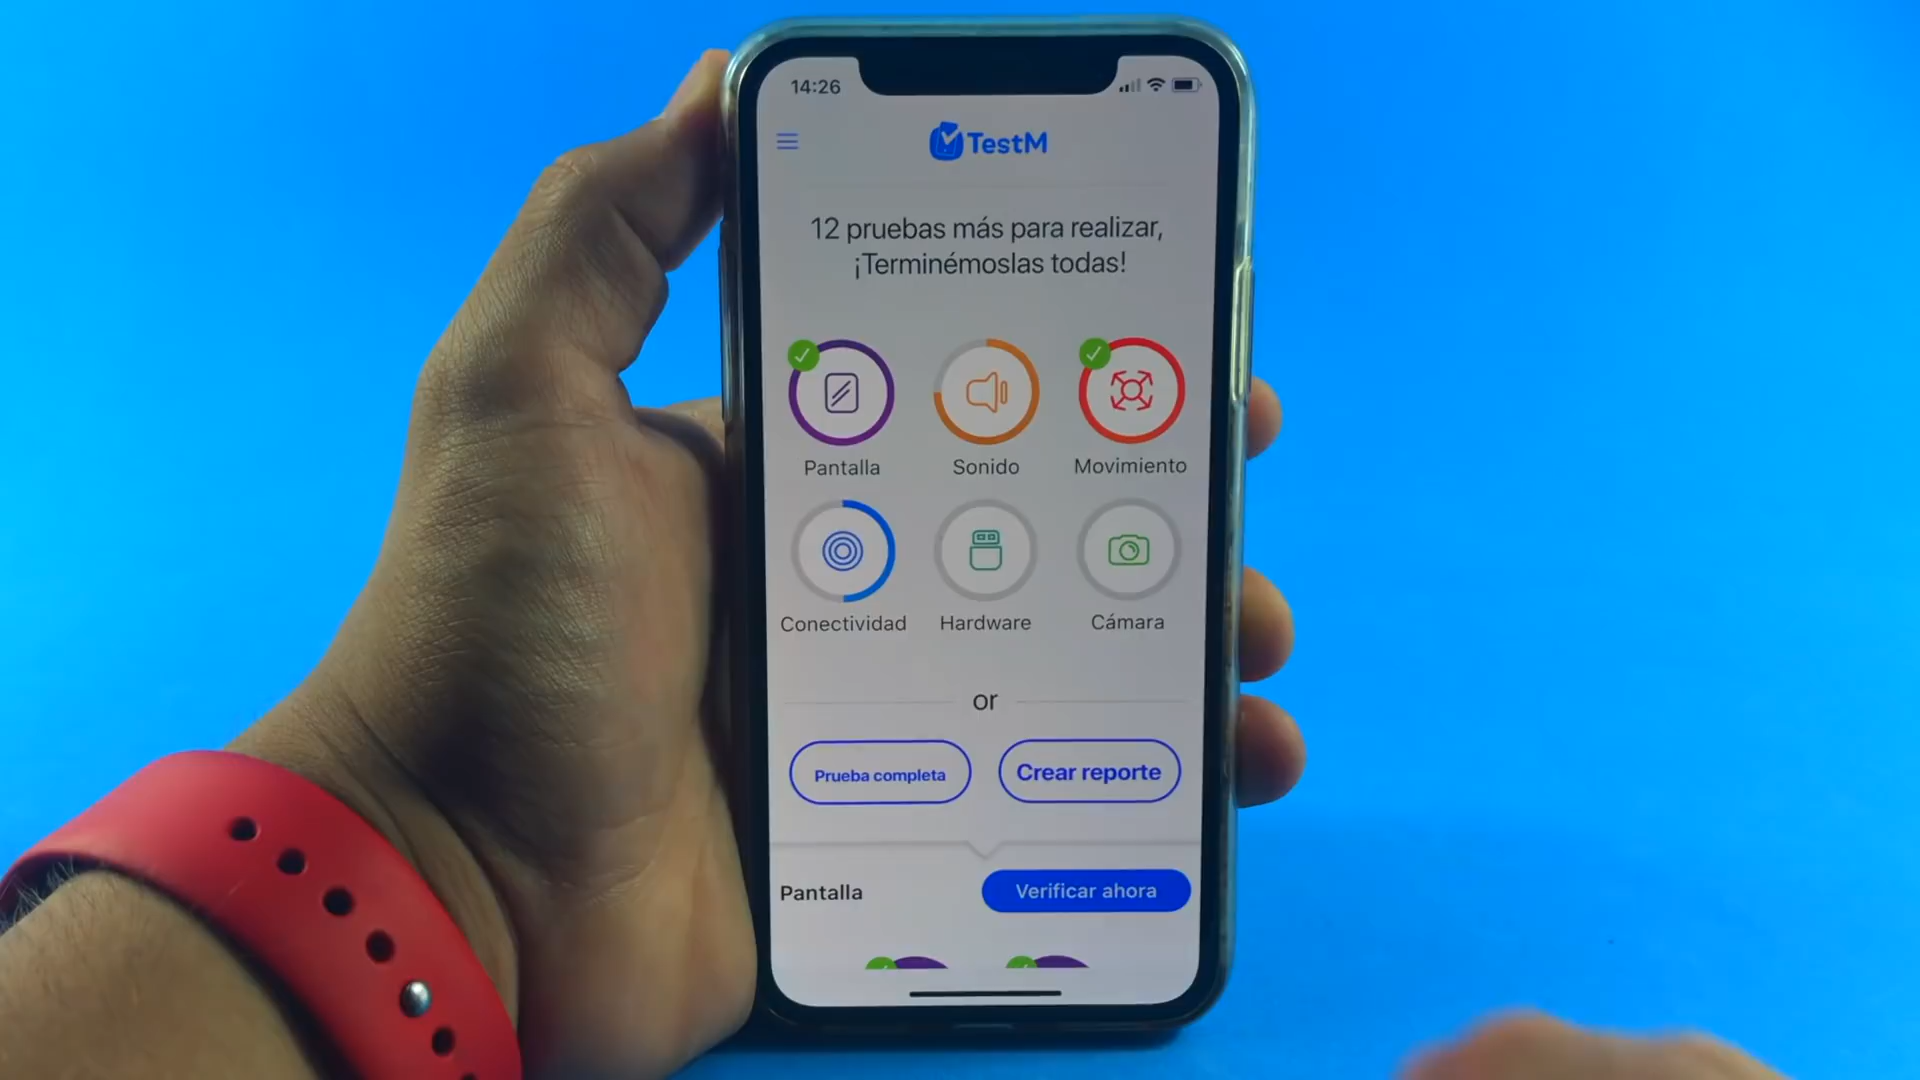 14:26
TestM
12 pruebas más para realizar,
¡Terminémoslas todas!
Pantalla
Sonido
Movimiento
Conectividad
Hardware
Cámara
or
Prueba completa
Crear reporte
Pantalla
Verificar ahora